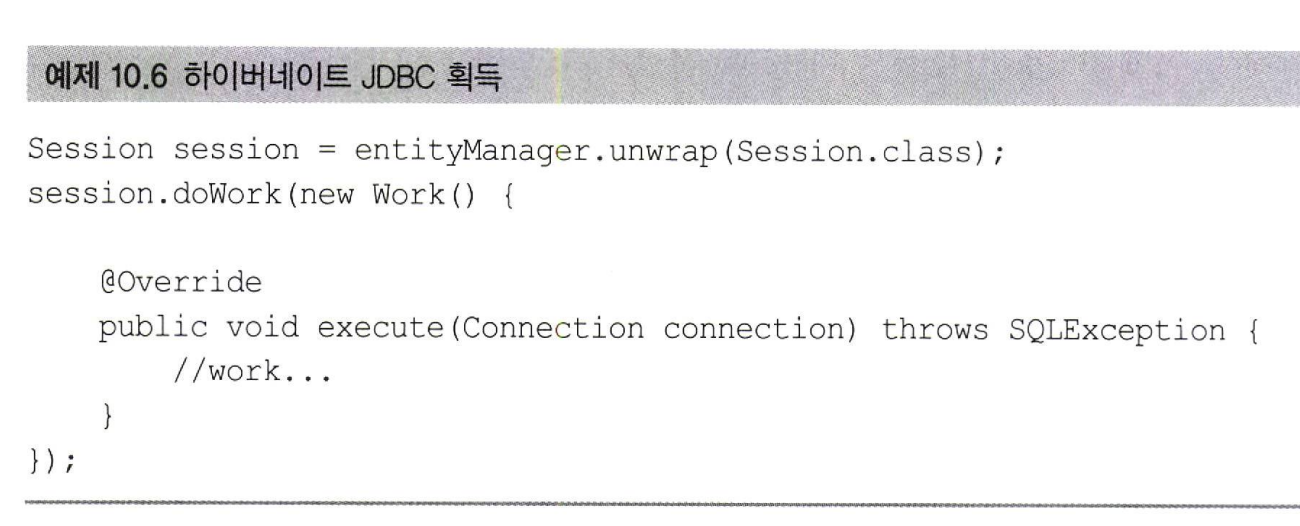 예제 10.6 하이버네이트 JDBC 획득
Session session = entityManager.unwrap(Session.class);
session.doWork(new Work() {
    @Override
    public void execute(Connection connection) throws SQLException {
        //work...
    }
});